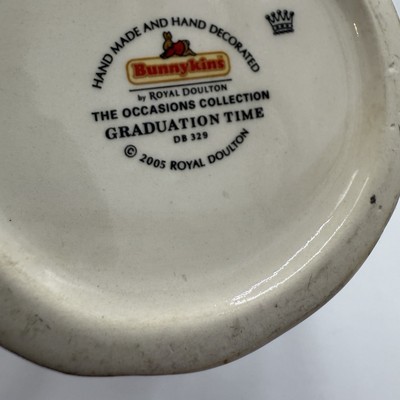 HAND MADE AND HAND DECORATED
Bunnykins
by ROYAL DOULTON
THE OCCASIONS COLLECTION
GRADUATION TIME
DB 329
© 2005 ROYAL DOULTON